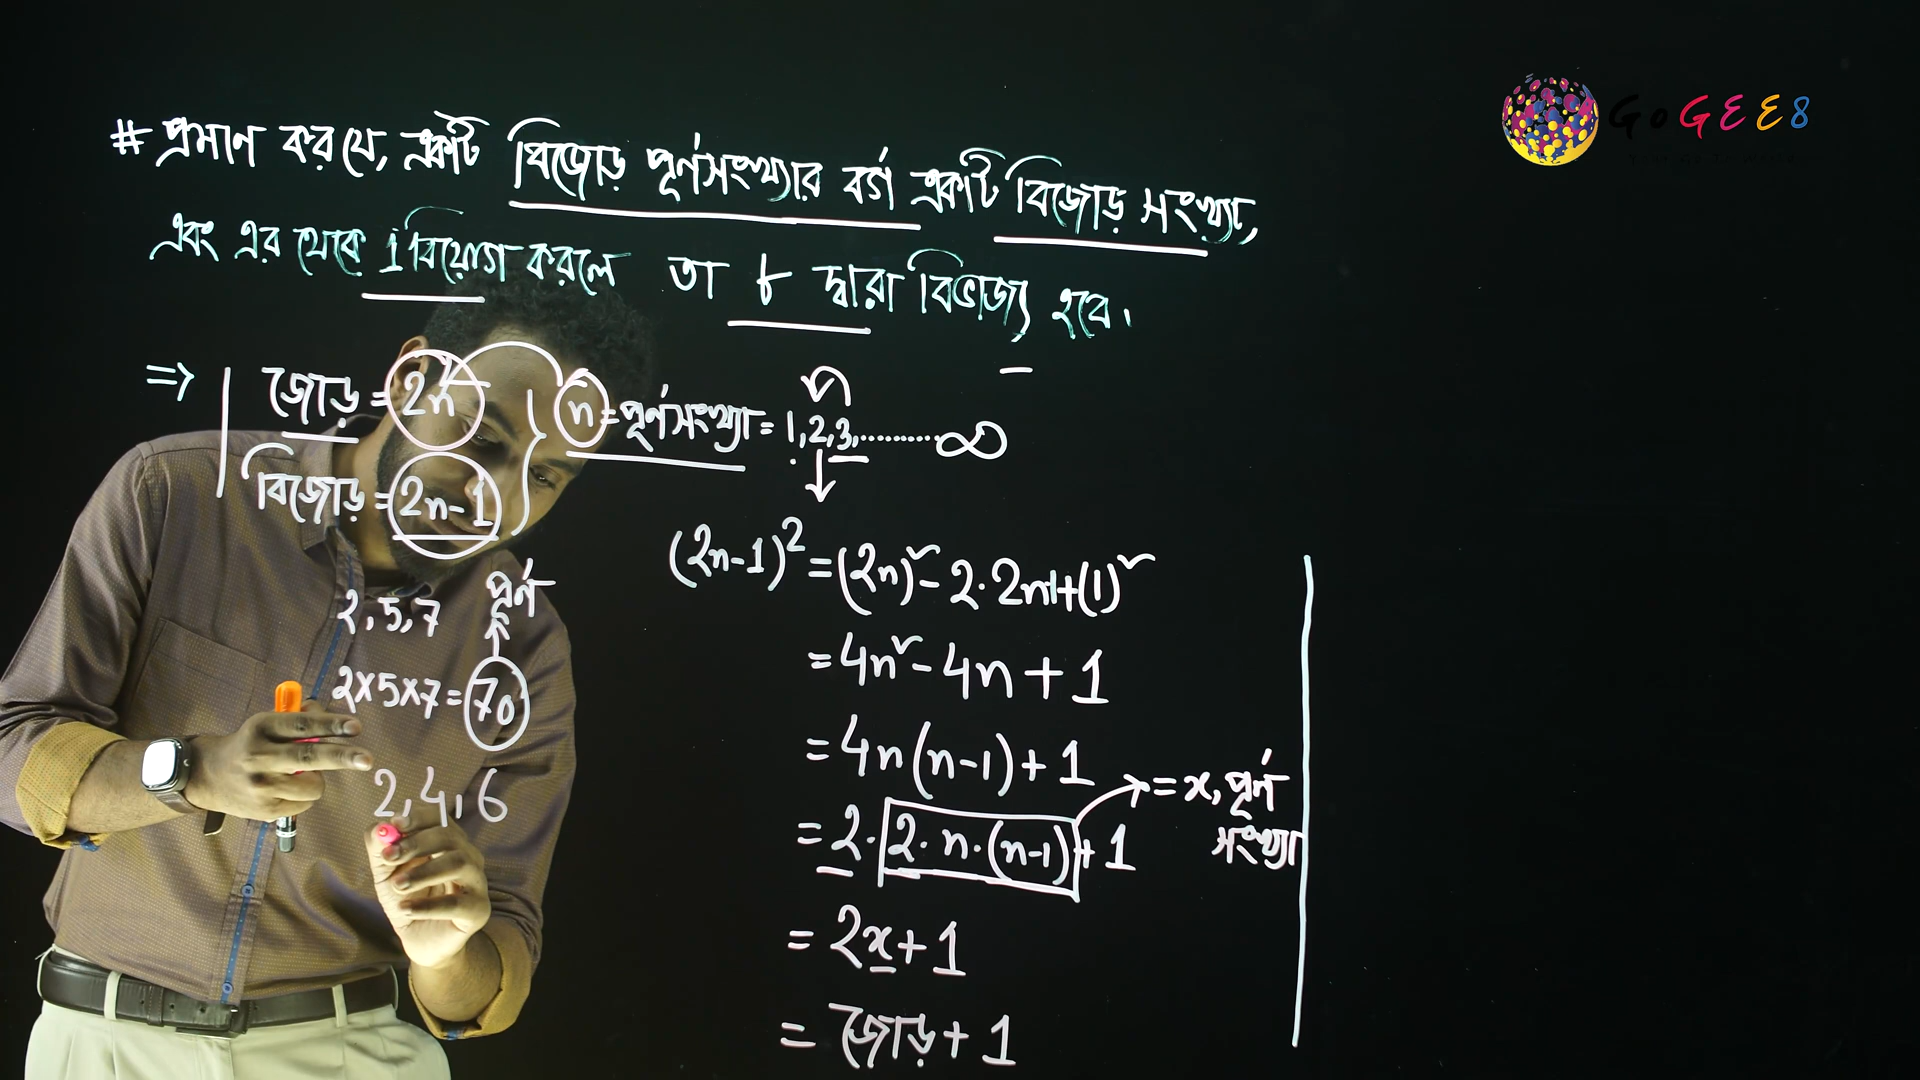 # প্রমাণ কর যে, একটি বিজোড় পূর্ণসংখ্যার বর্গ একটি বিজোড় সংখ্যা,
এবং এর থেকে 1 বিয়োগ করলে তা ৮ দ্বারা বিভাজ্য হবে।
GoGEE8
=> জোড় = 2n
বিজোড় = 2n-1
n = পূর্ণসংখ্যা = 1,2,3,..........∞
2,5,7 পূর্ণ
2×5×7=70
2,4,6
(2n-1)² = (2n)² - 2·2n·1+(1)²
= 4n² - 4n + 1
= 4n(n-1)+1
= 2·2·n·(n-1)+1 → = x, পূর্ণ সংখ্যা
= 2x+1
= জোড়+1